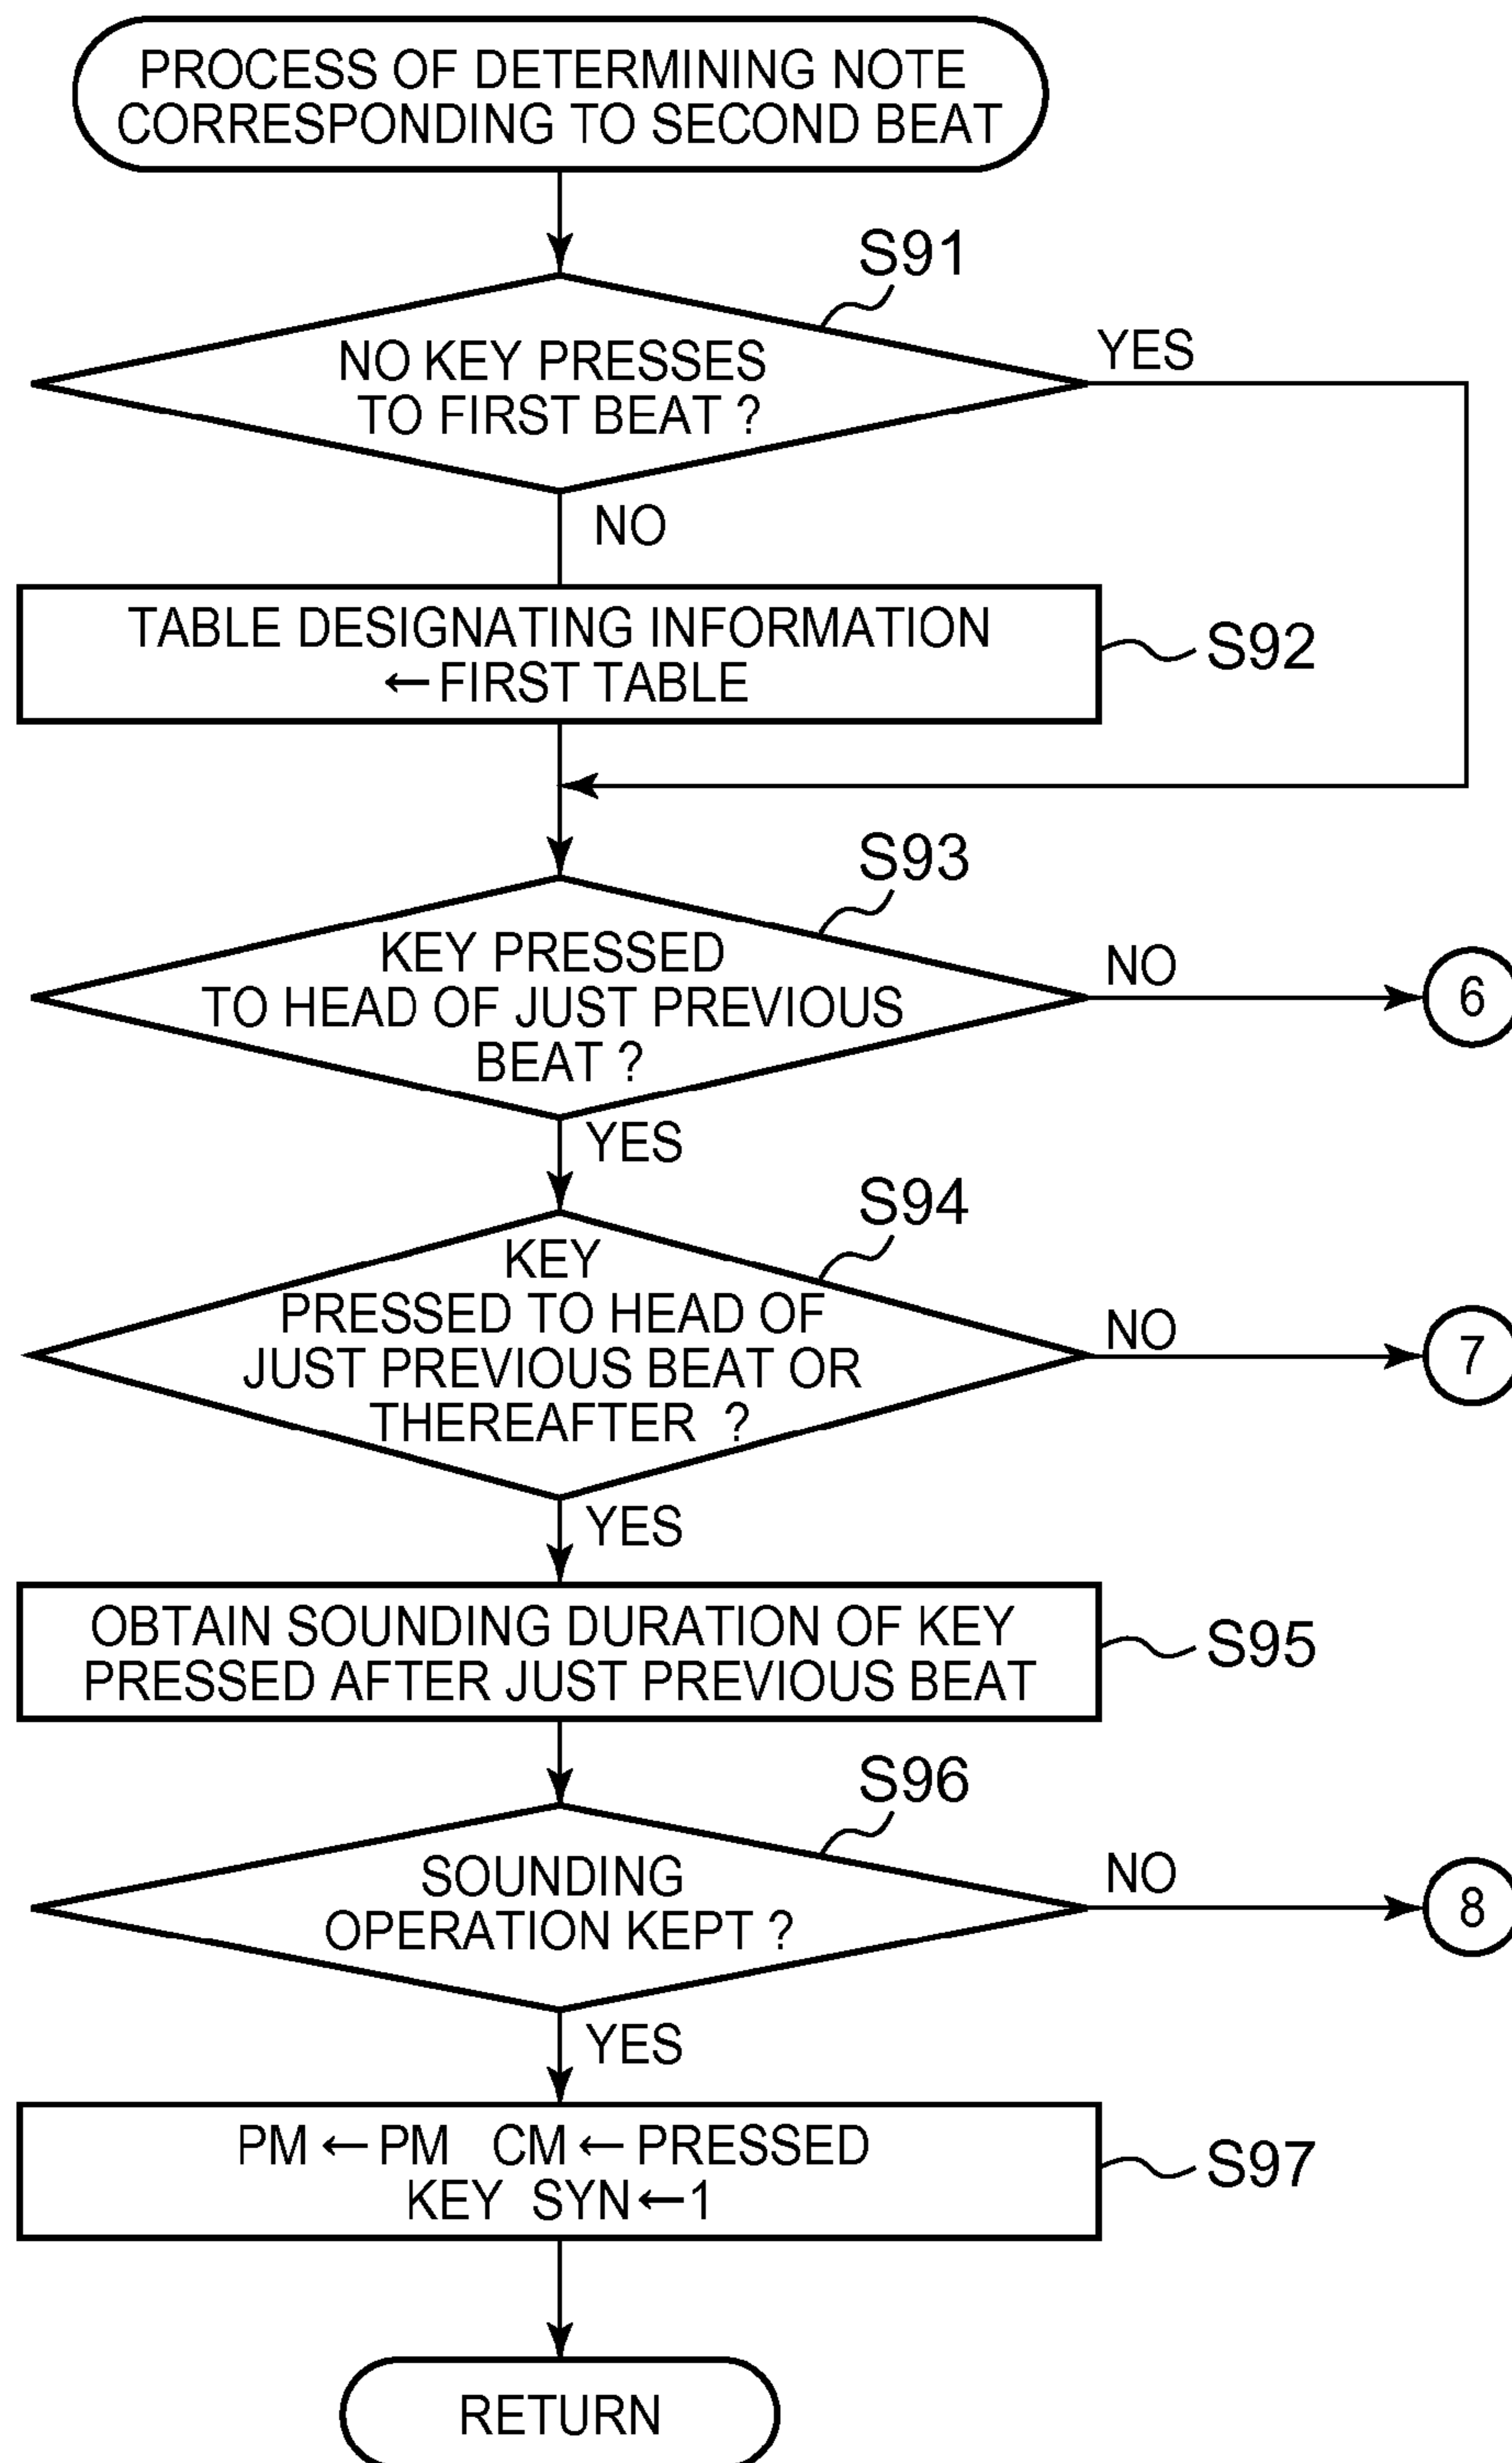 PROCESS OF DETERMINING NOTE
CORRESPONDING TO SECOND BEAT
S91
NO KEY PRESSES
TO FIRST BEAT ?
YES
NO
TABLE DESIGNATING INFORMATION
←FIRST TABLE
S92
S93
KEY PRESSED
TO HEAD OF JUST PREVIOUS
BEAT ?
NO
6
YES
S94
KEY
PRESSED TO HEAD OF
JUST PREVIOUS BEAT OR
THEREAFTER ?
NO
7
YES
OBTAIN SOUNDING DURATION OF KEY
PRESSED AFTER JUST PREVIOUS BEAT
S95
S96
SOUNDING
OPERATION KEPT ?
NO
8
YES
PM←PM CM←PRESSED
KEY SYN←1
S97
RETURN